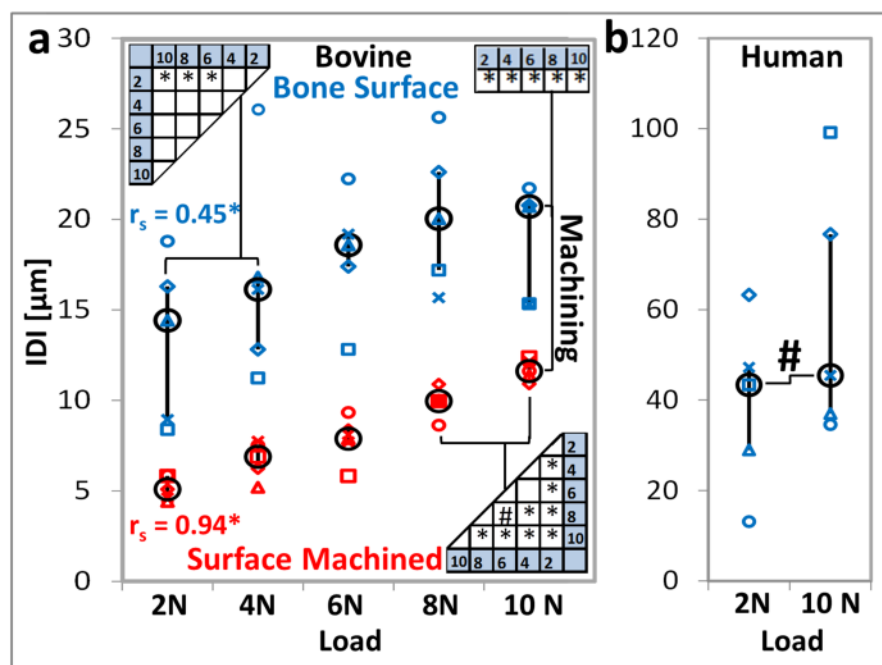 a
b
Bovine
Human
Bone Surface
10 8 6 4 2
2 * * *
4
6
8
10
2 4 6 8 10
* * * * *
30
25
20
15
10
5
0
IDI [µm]
rs = 0.45*
rs = 0.94*
Surface Machined
Machining
2
* 4
* 6
# * * 8
* * * * 10
10 8 6 4 2
2N 4N 6N 8N 10 N
Load
120
100
80
60
40
20
0
#
2N 10 N
Load